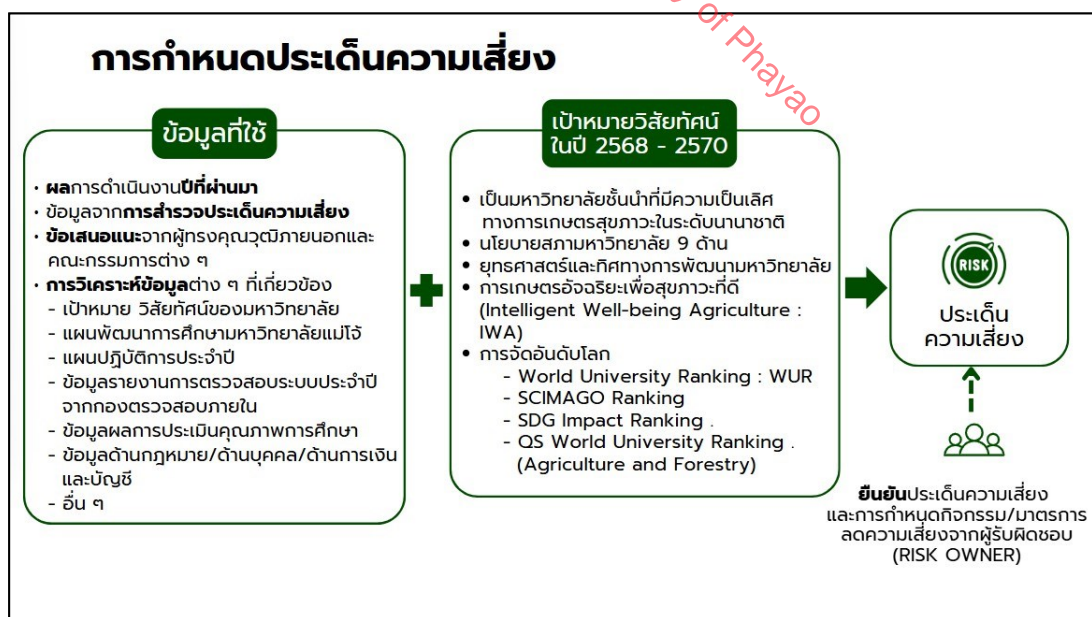 of Phayao
การกำหนดประเด็นความเสี่ยง
ข้อมูลที่ใช้
• ผลการดำเนินงานปีที่ผ่านมา
• ข้อมูลจากการสำรวจประเด็นความเสี่ยง
• ข้อเสนอแนะจากผู้ทรงคุณวุฒิภายนอกและ
คณะกรรมการต่าง ๆ
• การวิเคราะห์ข้อมูลต่าง ๆ ที่เกี่ยวข้อง
- เป้าหมาย วิสัยทัศน์ของมหาวิทยาลัย
- แผนพัฒนาการศึกษามหาวิทยาลัยแม่โจ้
- แผนปฏิบัติการประจำปี
- ข้อมูลรายงานการตรวจสอบระบบประจำปี
จากกองตรวจสอบภายใน
- ข้อมูลผลการประเมินคุณภาพการศึกษา
- ข้อมูลด้านกฎหมาย/ด้านบุคคล/ด้านการเงิน
และบัญชี
- อื่น ๆ
เป้าหมายวิสัยทัศน์
ในปี 2568 - 2570
• เป็นมหาวิทยาลัยชั้นนำที่มีความเป็นเลิศ
ทางการเกษตรสุขภาวะในระดับนานาชาติ
• นโยบายสภามหาวิทยาลัย 9 ด้าน
• ยุทธศาสตร์และทิศทางการพัฒนามหาวิทยาลัย
• การเกษตรอัจฉริยะเพื่อสุขภาวะที่ดี
(Intelligent Well-being Agriculture :
IWA)
• การจัดอันดับโลก
- World University Ranking : WUR
- SCIMAGO Ranking
- SDG Impact Ranking .
- QS World University Ranking .
(Agriculture and Forestry)
RISK
ประเด็น
ความเสี่ยง
ยืนยันประเด็นความเสี่ยง
และการกำหนดกิจกรรม/มาตรการ
ลดความเสี่ยงจากผู้รับผิดชอบ
(RISK OWNER)